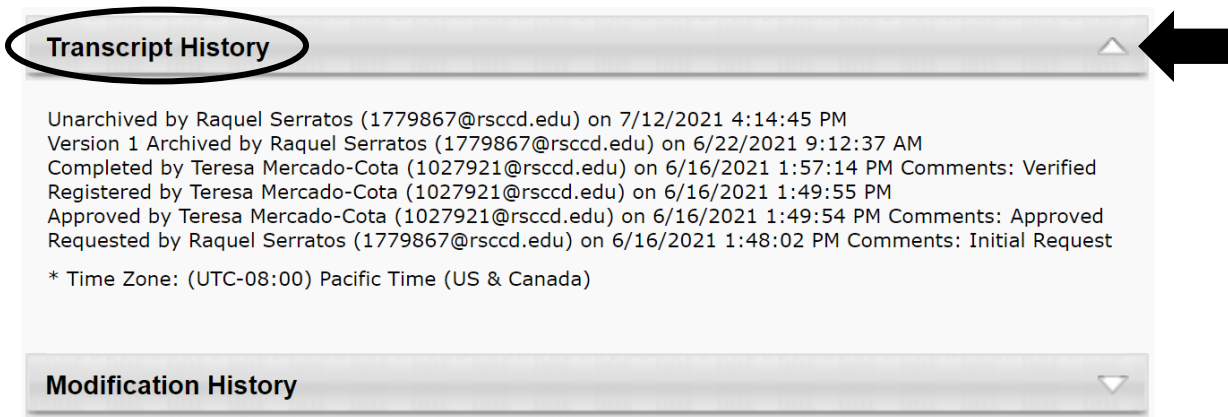 Transcript History
Unarchived by Raquel Serratos (1779867@rsccd.edu) on 7/12/2021 4:14:45 PM
Version 1 Archived by Raquel Serratos (1779867@rsccd.edu) on 6/22/2021 9:12:37 AM
Completed by Teresa Mercado-Cota (1027921@rsccd.edu) on 6/16/2021 1:57:14 PM Comments: Verified
Registered by Teresa Mercado-Cota (1027921@rsccd.edu) on 6/16/2021 1:49:55 PM
Approved by Teresa Mercado-Cota (1027921@rsccd.edu) on 6/16/2021 1:49:54 PM Comments: Approved
Requested by Raquel Serratos (1779867@rsccd.edu) on 6/16/2021 1:48:02 PM Comments: Initial Request
* Time Zone: (UTC-08:00) Pacific Time (US & Canada)
Modification History